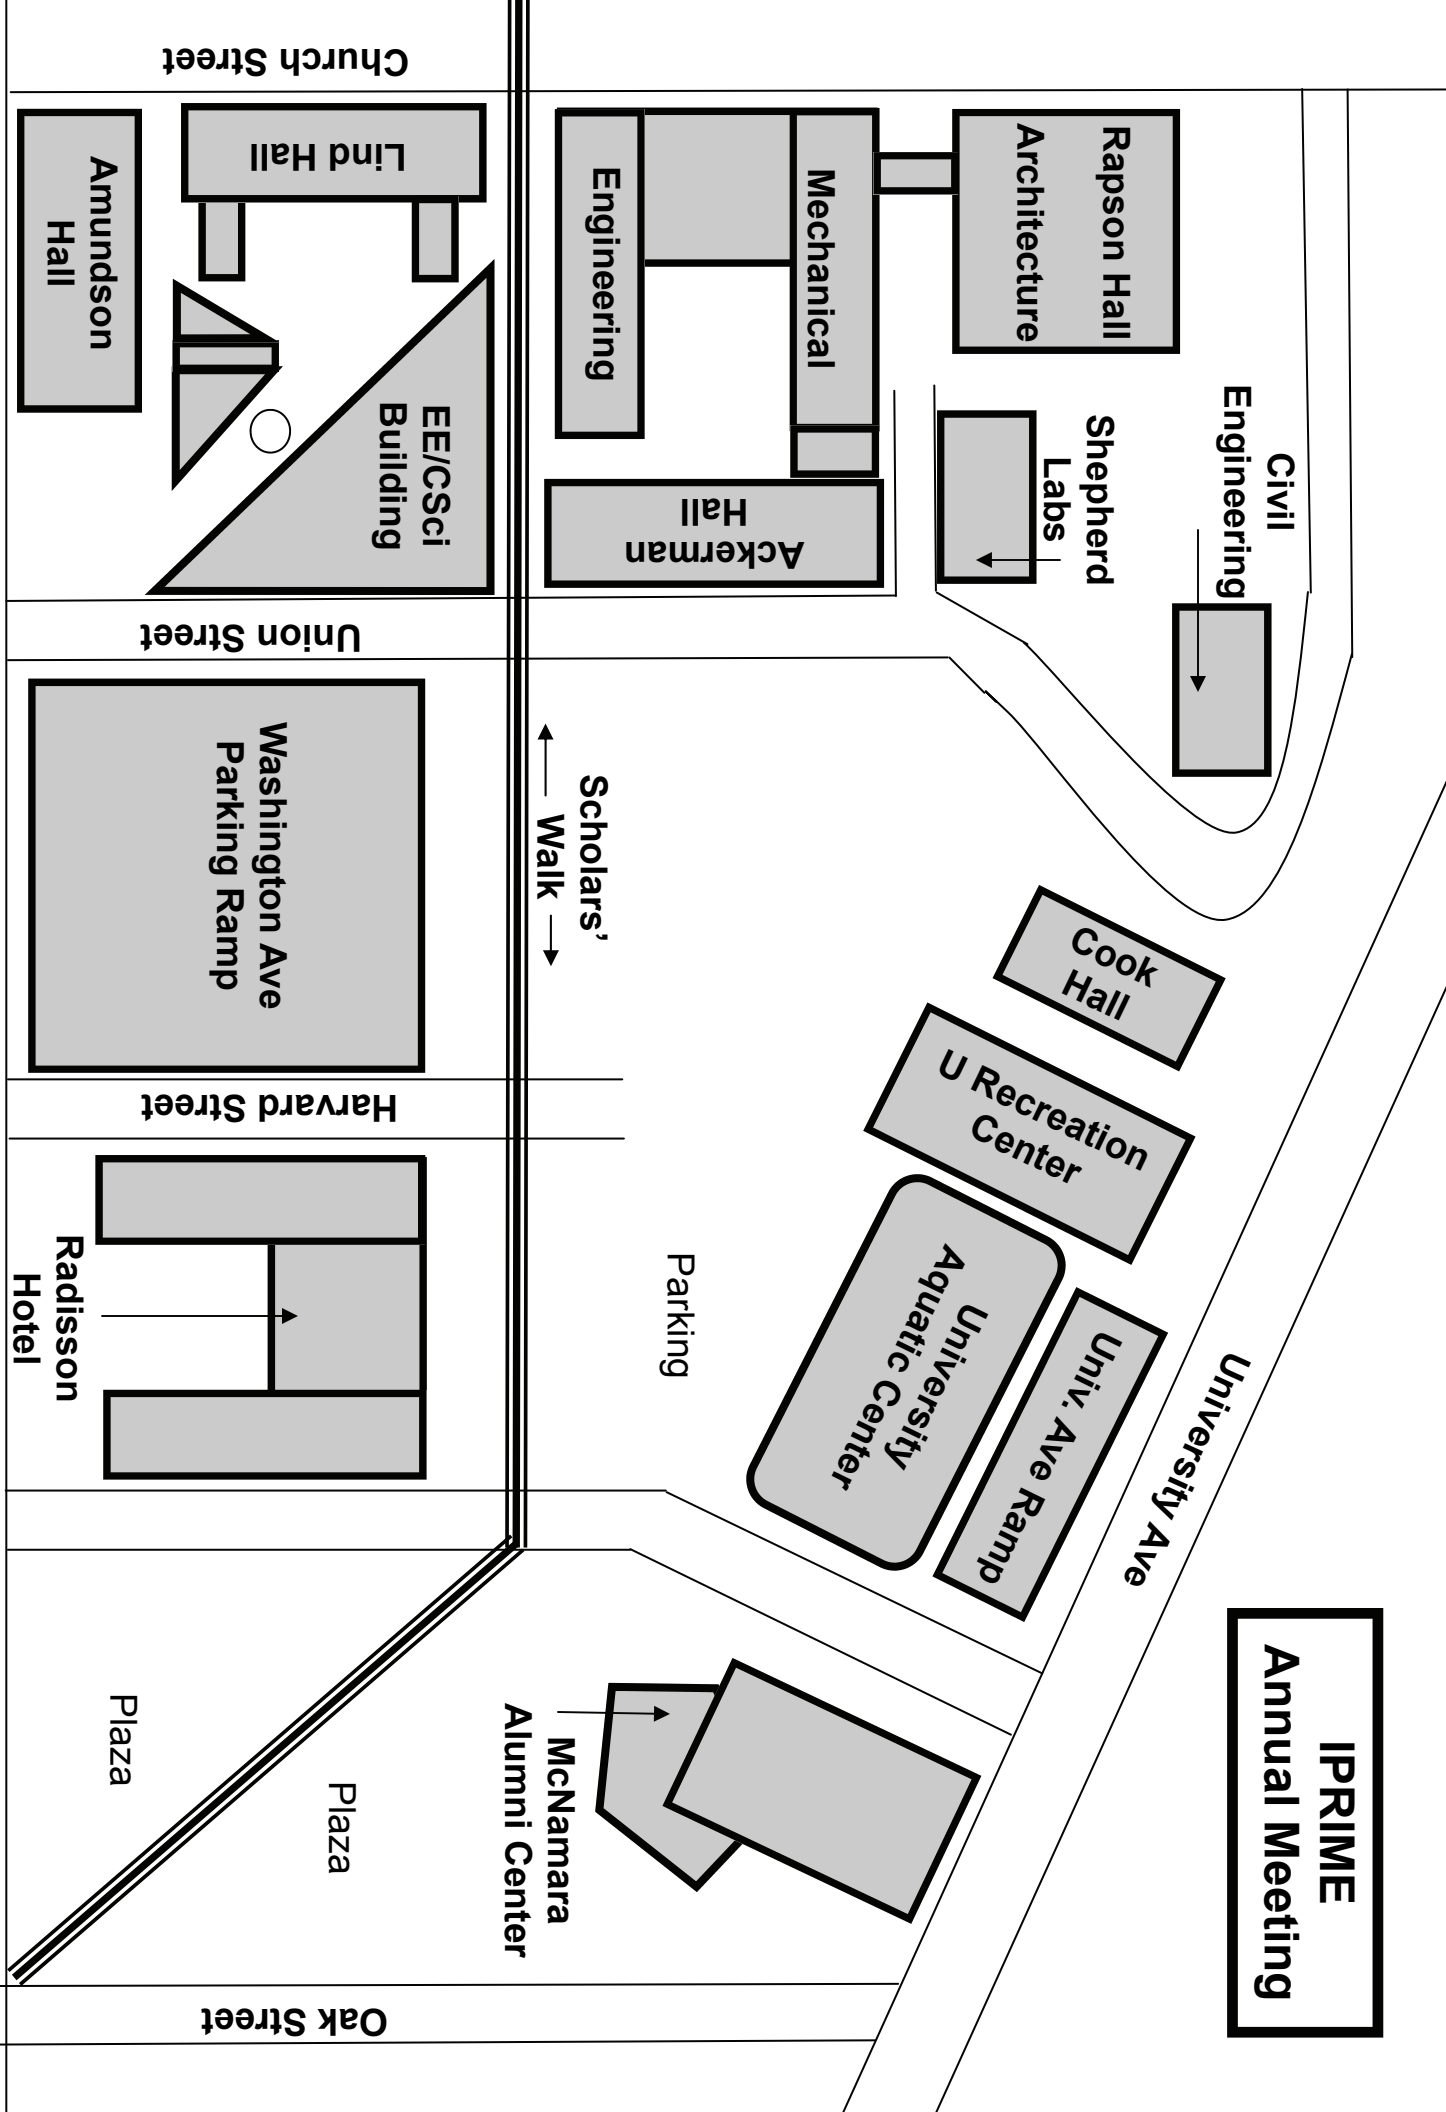 IPRIME
Annual Meeting
Church Street
Amundson
Hall
Lind Hall
Engineering
Mechanical
Rapson Hall
Architecture
EE/CSci
Building
Ackerman
Hall
Shepherd
Labs
Civil
Engineering
Union Street
Washington Ave
Parking Ramp
Scholars’
Walk
Cook
Hall
U Recreation
Center
University
Aquatic Center
Univ. Ave Ramp
University Ave
Harvard Street
Radisson
Hotel
Parking
McNamara
Alumni Center
Plaza
Plaza
Oak Street